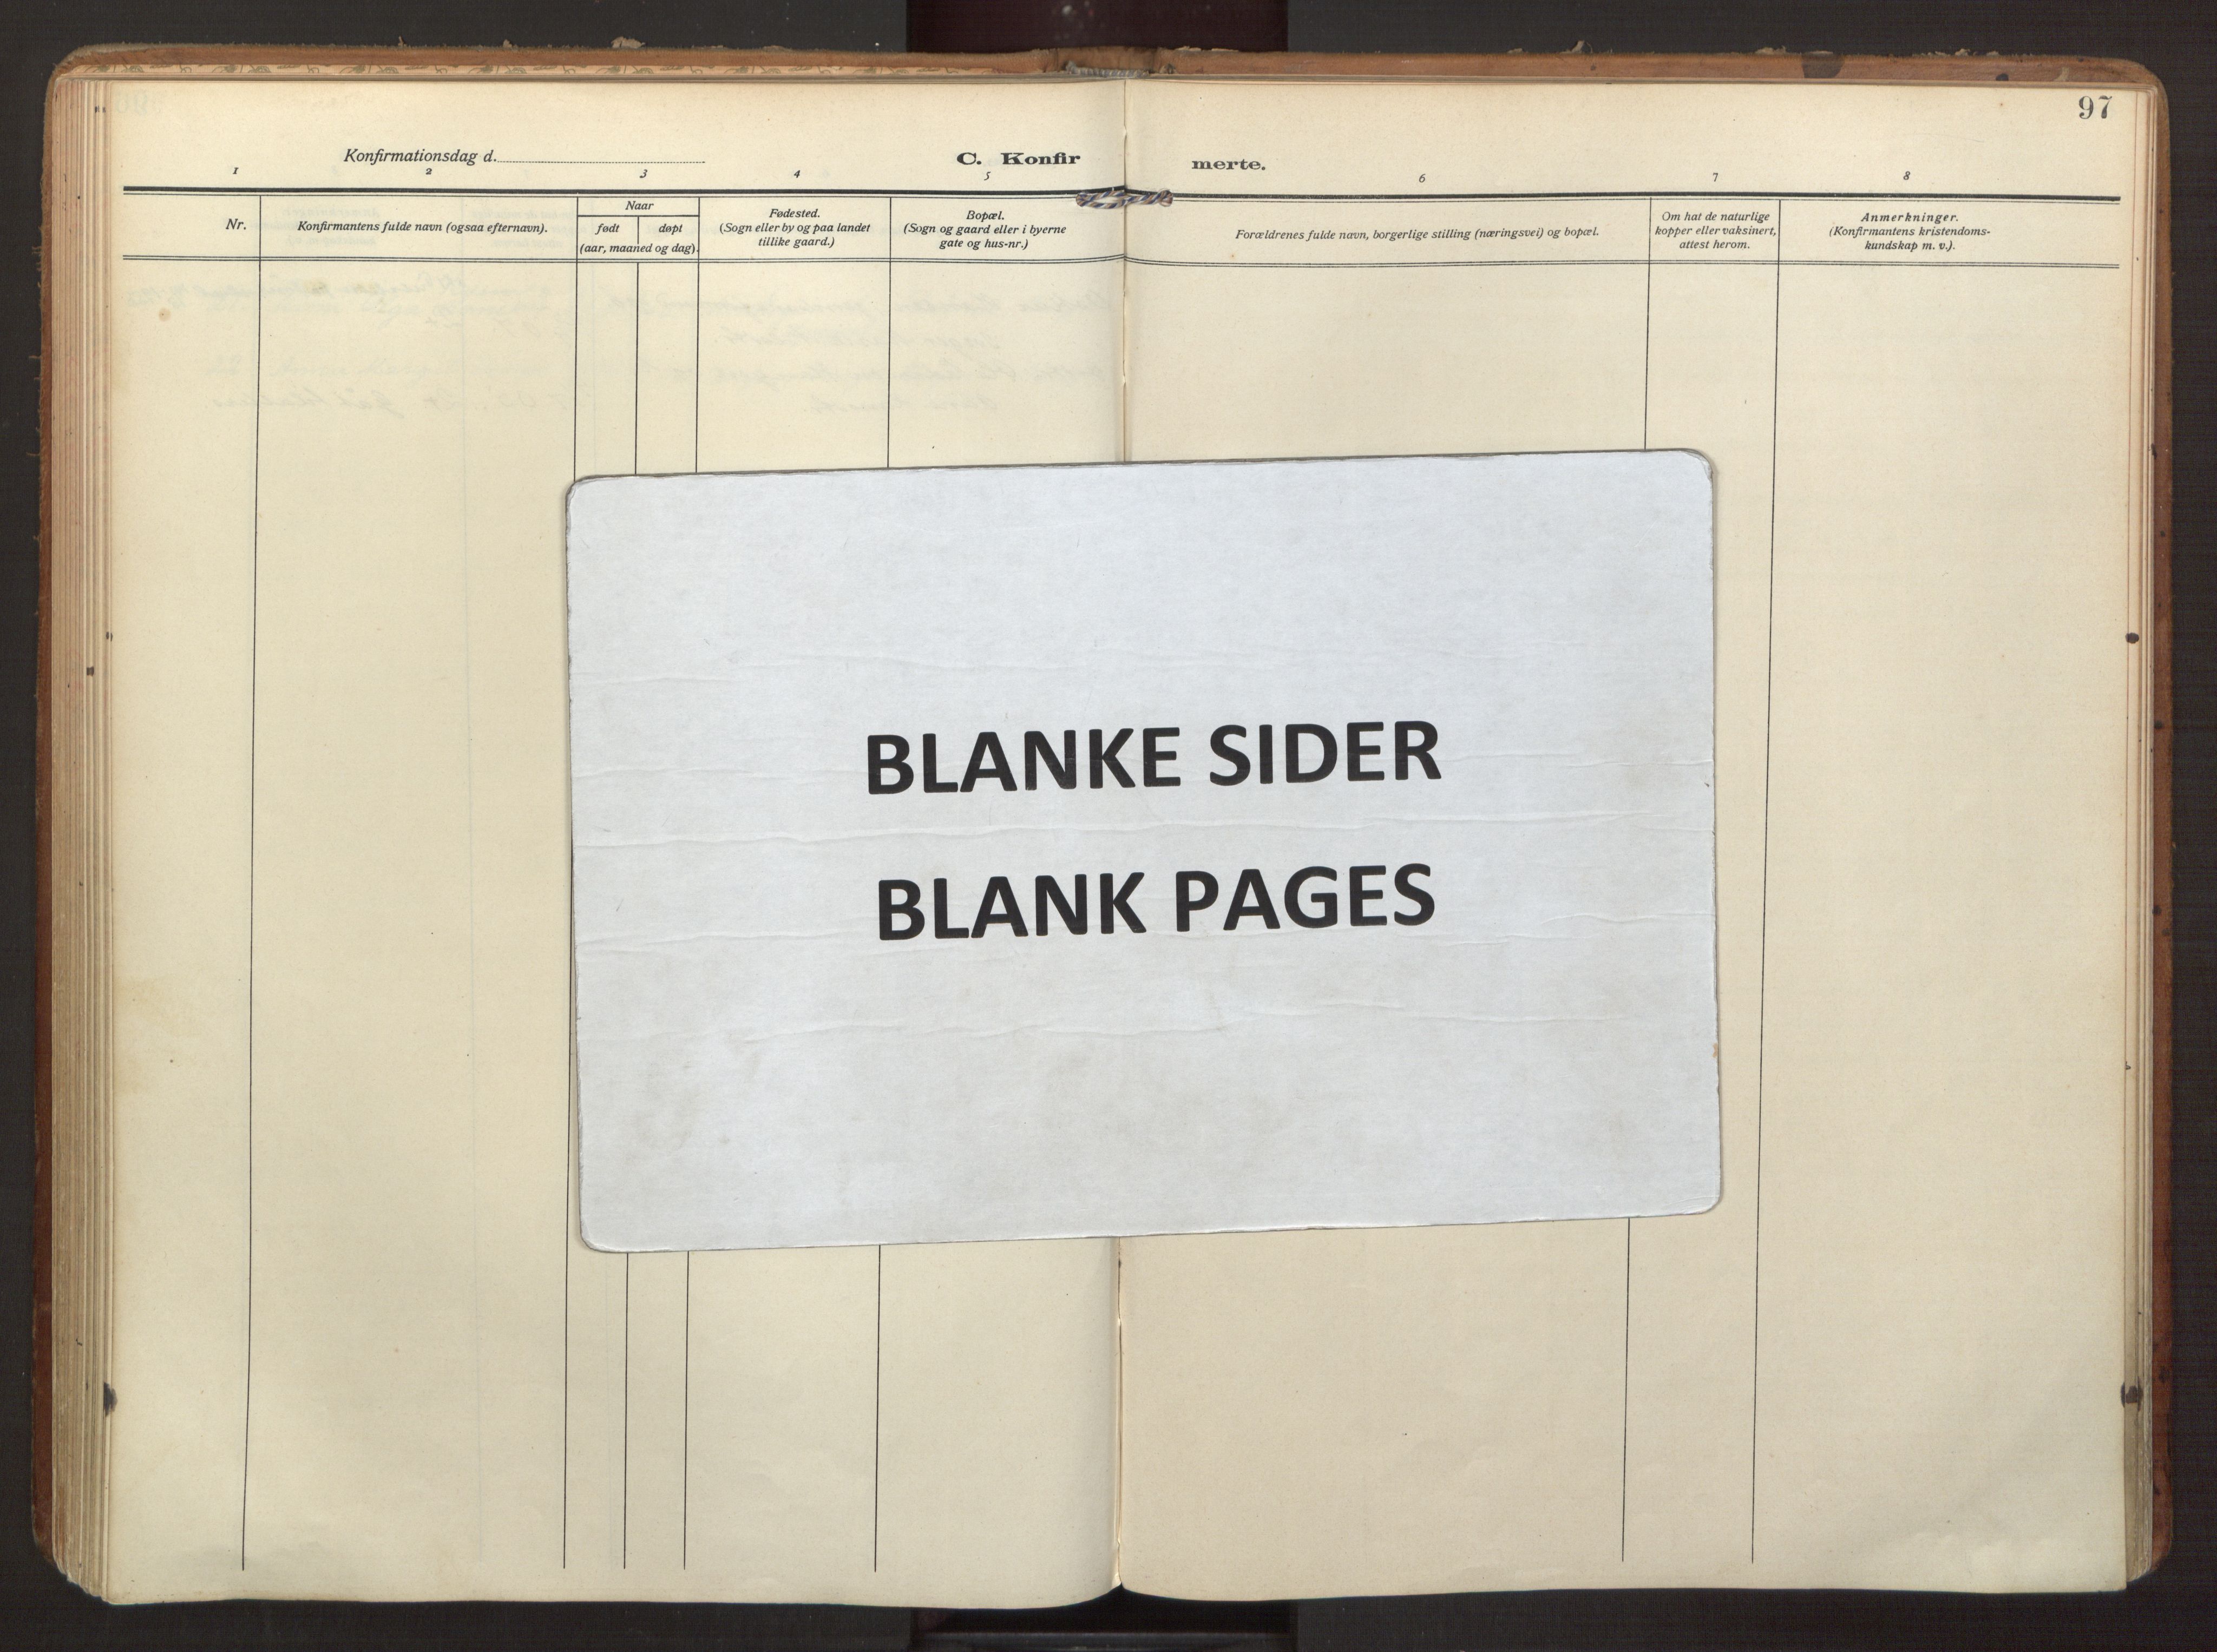 97
Konfirmationsdag d.
C. Konfir
merte.
1 2 3 4 5 6 7 8
Nr.
Konfirmantens fulde navn (ogsaa efternavn).
Naar
født
døpt
(aar, maaned og dag).
Fødested.
(Sogn eller by og paa landet
tillike gaard.)
Bopæl.
(Sogn og gaard eller i byerne
gate og hus-nr.)
Forældrenes fulde navn, borgerlige stilling (næringsvei) og bopæl.
Om hat de naturlige
kopper eller vaksinert,
attest herom.
Anmerkninger.
(Konfirmantens kristendoms-
kundskap m. v.).
BLANKE SIDER
BLANK PAGES